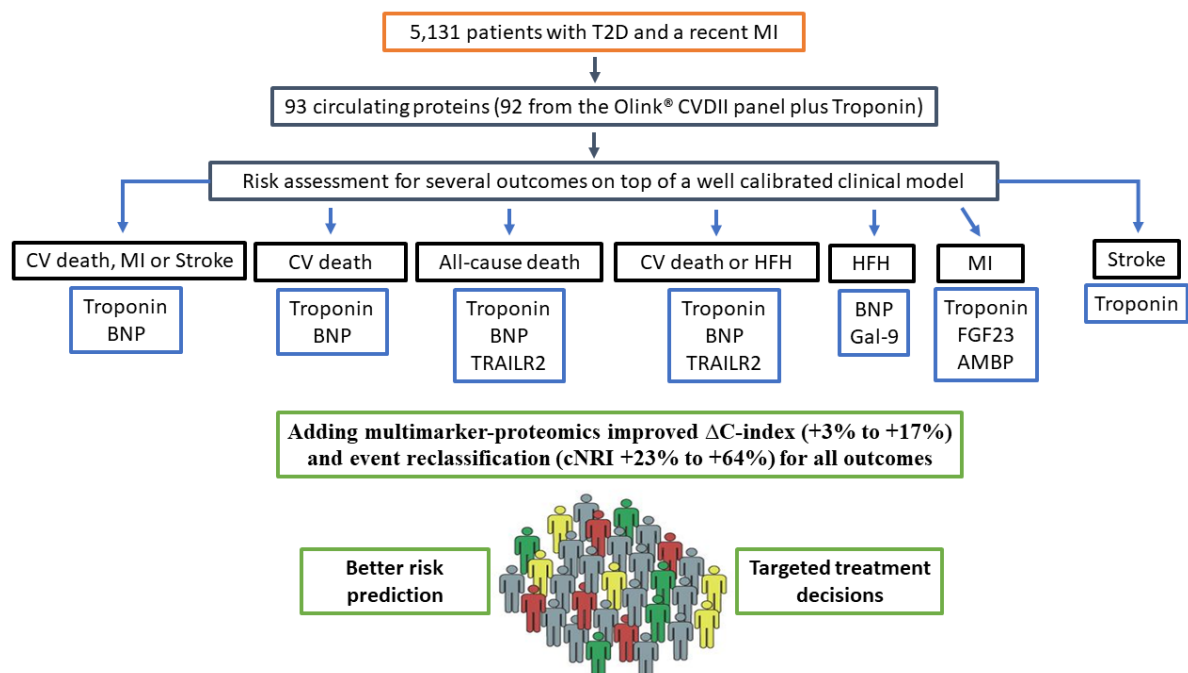 5,131 patients with T2D and a recent MI
93 circulating proteins (92 from the Olink® CVDII panel plus Troponin)
Risk assessment for several outcomes on top of a well calibrated clinical model
CV death, MI or Stroke
CV death
All-cause death
CV death or HFH
HFH
MI
Stroke
Troponin
BNP
Troponin
BNP
Troponin
BNP
TRAILR2
Troponin
BNP
TRAILR2
BNP
Gal-9
Troponin
FGF23
AMBP
Troponin
Adding multimarker-proteomics improved ΔC-index (+3% to +17%)
and event reclassification (cNRI +23% to +64%) for all outcomes
Better risk
prediction
Targeted treatment
decisions